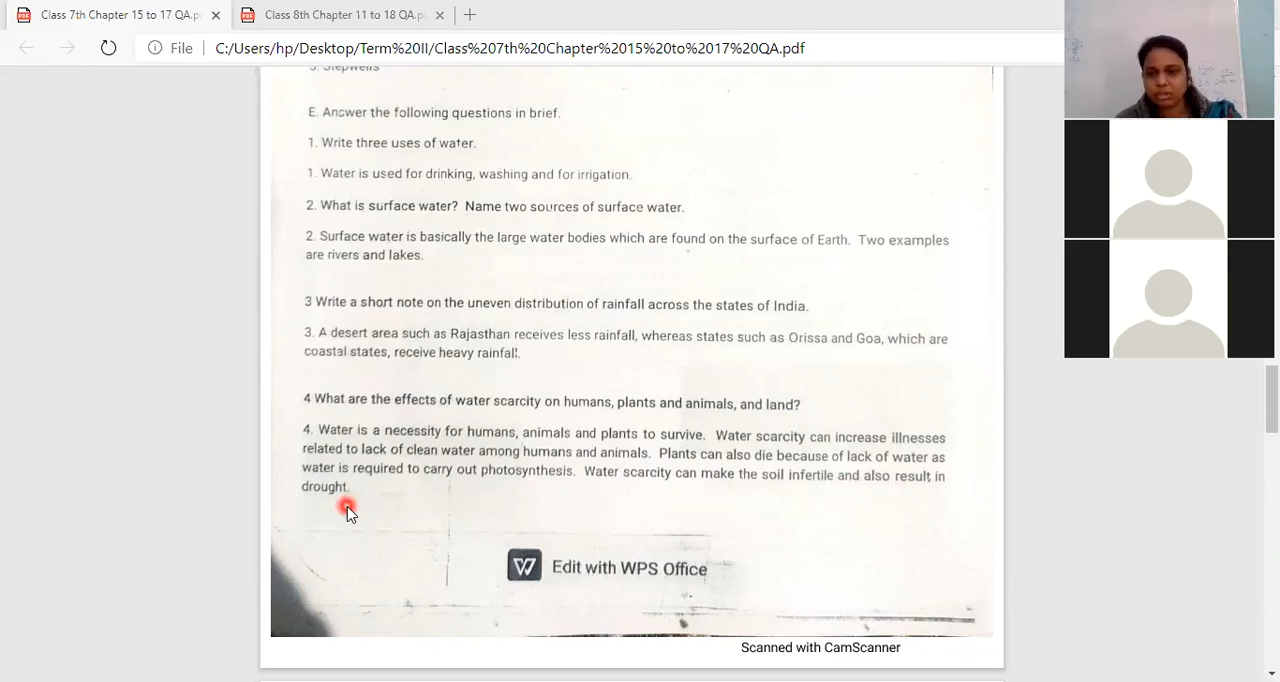 Class 7th Chapter 15 to 17 QA.p
Class 8th Chapter 11 to 18 QA.p
File C:/Users/hp/Desktop/Term%20II/Class%207th%20Chapter%2015%20to%2017%20QA.pdf
5. Stepwells
E. Answer the following questions in brief.
1. Write three uses of water.
1. Water is used for drinking, washing and for irrigation.
2. What is surface water? Name two sources of surface water.
2. Surface water is basically the large water bodies which are found on the surface of Earth. Two examples
are rivers and lakes.
3 Write a short note on the uneven distribution of rainfall across the states of India.
3. A desert area such as Rajasthan receives less rainfall, whereas states such as Orissa and Goa, which are
coastal states, receive heavy rainfall.
4 What are the effects of water scarcity on humans, plants and animals, and land?
4. Water is a necessity for humans, animals and plants to survive. Water scarcity can increase illnesses
related to lack of clean water among humans and animals. Plants can also die because of lack of water as
water is required to carry out photosynthesis. Water scarcity can make the soil infertile and also result in
drought.
W Edit with WPS Office
Scanned with CamScanner